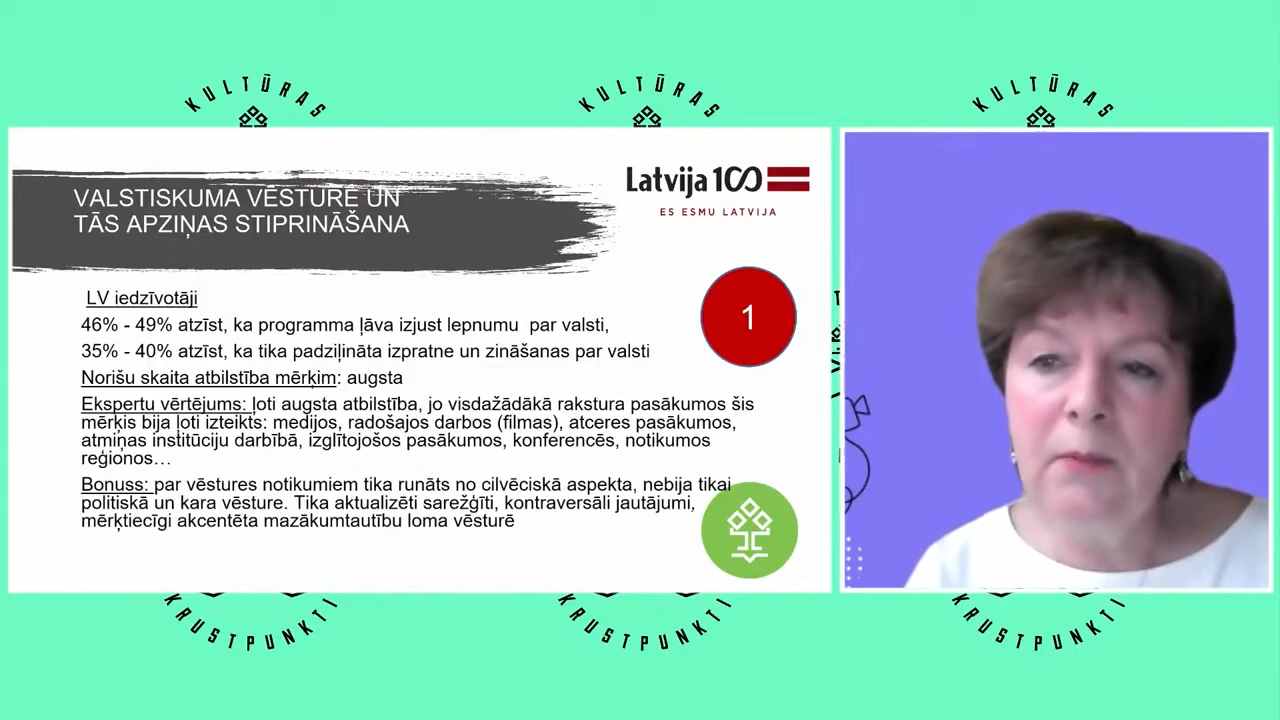 KULTŪRAS
KULTŪRAS
KULTŪRAS
VALSTISKUMA VĒSTURE UN
TĀS APZIŅAS STIPRINĀŠANA
Latvija 100
ES ESMU LATVIJA
1
LV iedzīvotāji
46% - 49% atzīst, ka programma ļāva izjust lepnumu par valsti,
35% - 40% atzīst, ka tika padziļināta izpratne un zināšanas par valsti
Norišu skaita atbilstība mērķim: augsta
Ekspertu vērtējums: ļoti augsta atbilstība, jo visdažādākā rakstura pasākumos šis
mērķis bija ļoti izteikts: medijos, radošajos darbos (filmas), atceres pasākumos,
atmiņas institūciju darbībā, izglītojošos pasākumos, konferencēs, notikumos
reģionos…
Bonuss: par vēstures notikumiem tika runāts no cilvēciskā aspekta, nebija tikai
politiskā un kara vēsture. Tika aktualizēti sarežģīti, kontraversāli jautājumi,
mērķtiecīgi akcentēta mazākumtautību loma vēsturē
KRUSTPUNKTI
KRUSTPUNKTI
KRUSTPUNKTI